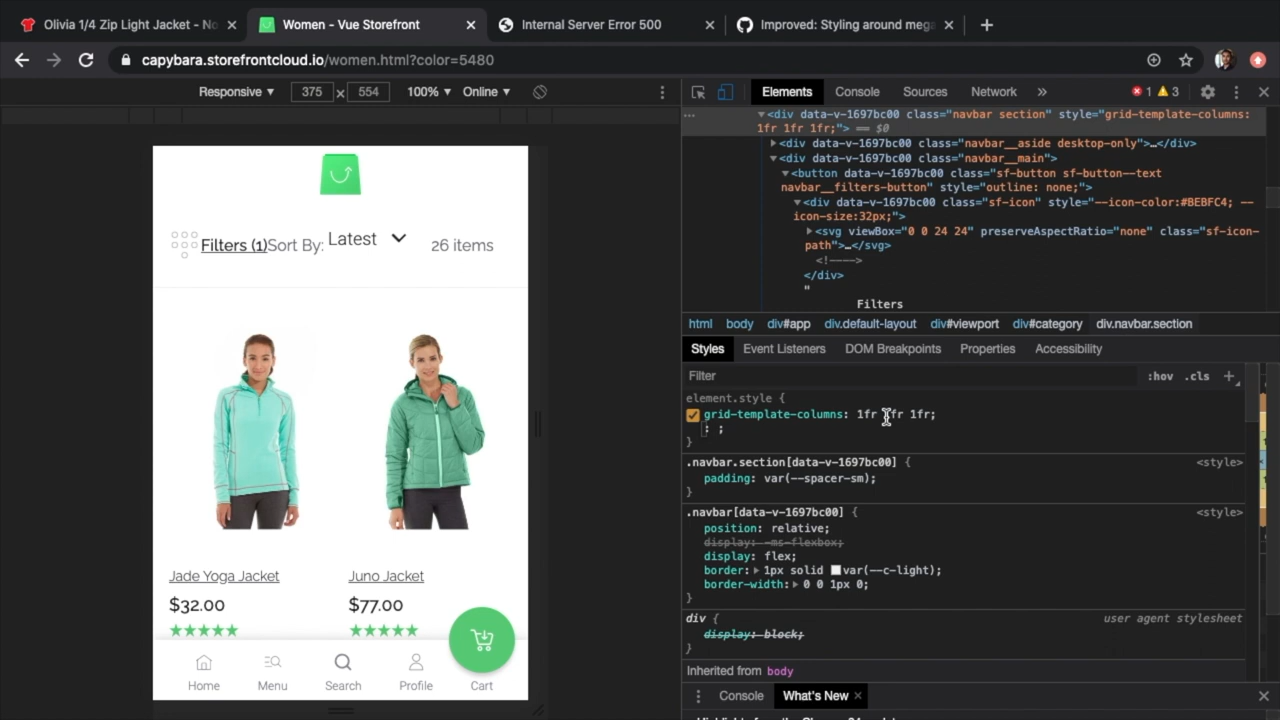 Olivia 1/4 Zip Light Jacket - No
Women - Vue Storefront
Internal Server Error 500
Improved: Styling around mega
capybara.storefrontcloud.io/women.html?color=5480
Responsive ▼ 375 x 554 100% ▼ Online ▼
Elements Console Sources Network » 1 3
<div data-v-1697bc00 class="navbar section" style="grid-template-columns:
1fr 1fr 1fr;"> == $0
<div data-v-1697bc00 class="navbar__aside desktop-only">…</div>
<div data-v-1697bc00 class="navbar__main">
<button data-v-1697bc00 class="sf-button sf-button--text
navbar__filters-button" style="outline: none;">
<div data-v-1697bc00 class="sf-icon" style="--icon-color:#BEBFC4; --
icon-size:32px;">
<svg viewBox="0 0 24 24" preserveAspectRatio="none" class="sf-icon-
path">…</svg>
<!---->
</div>
"
Filters
html body div#app div.default-layout div#viewport div#category div.navbar.section
Styles Event Listeners DOM Breakpoints Properties Accessibility
Filter :hov .cls +
element.style {
grid-template-columns: 1fr 1fr 1fr;
: ;
}
.navbar.section[data-v-1697bc00] { <style>
padding: var(--spacer-sm);
}
.navbar[data-v-1697bc00] { <style>
position: relative;
display: -ms-flexbox;
display: flex;
border: 1px solid var(--c-light);
border-width: 0 0 1px 0;
}
div { user agent stylesheet
display: block;
}
Inherited from body
Console What's New ×
Filters (1) Sort By: Latest 26 items
Jade Yoga Jacket Juno Jacket
$32.00 $77.00
Home Menu Search Profile Cart